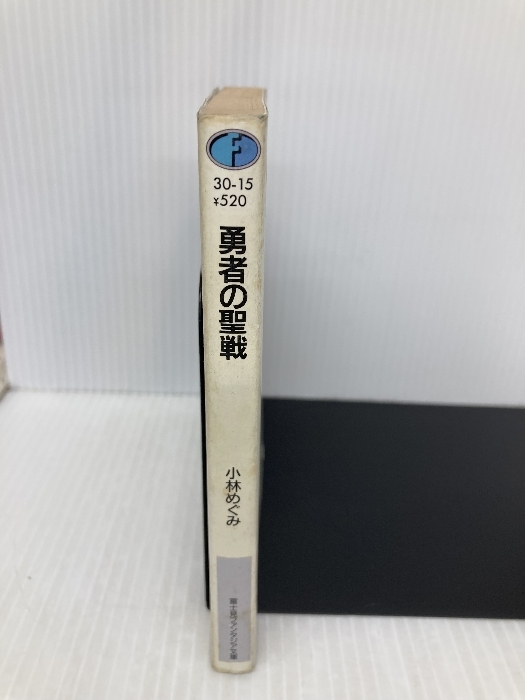 30-15
¥520
勇者の聖戦
小林めぐみ
富士見ファンタジア文庫